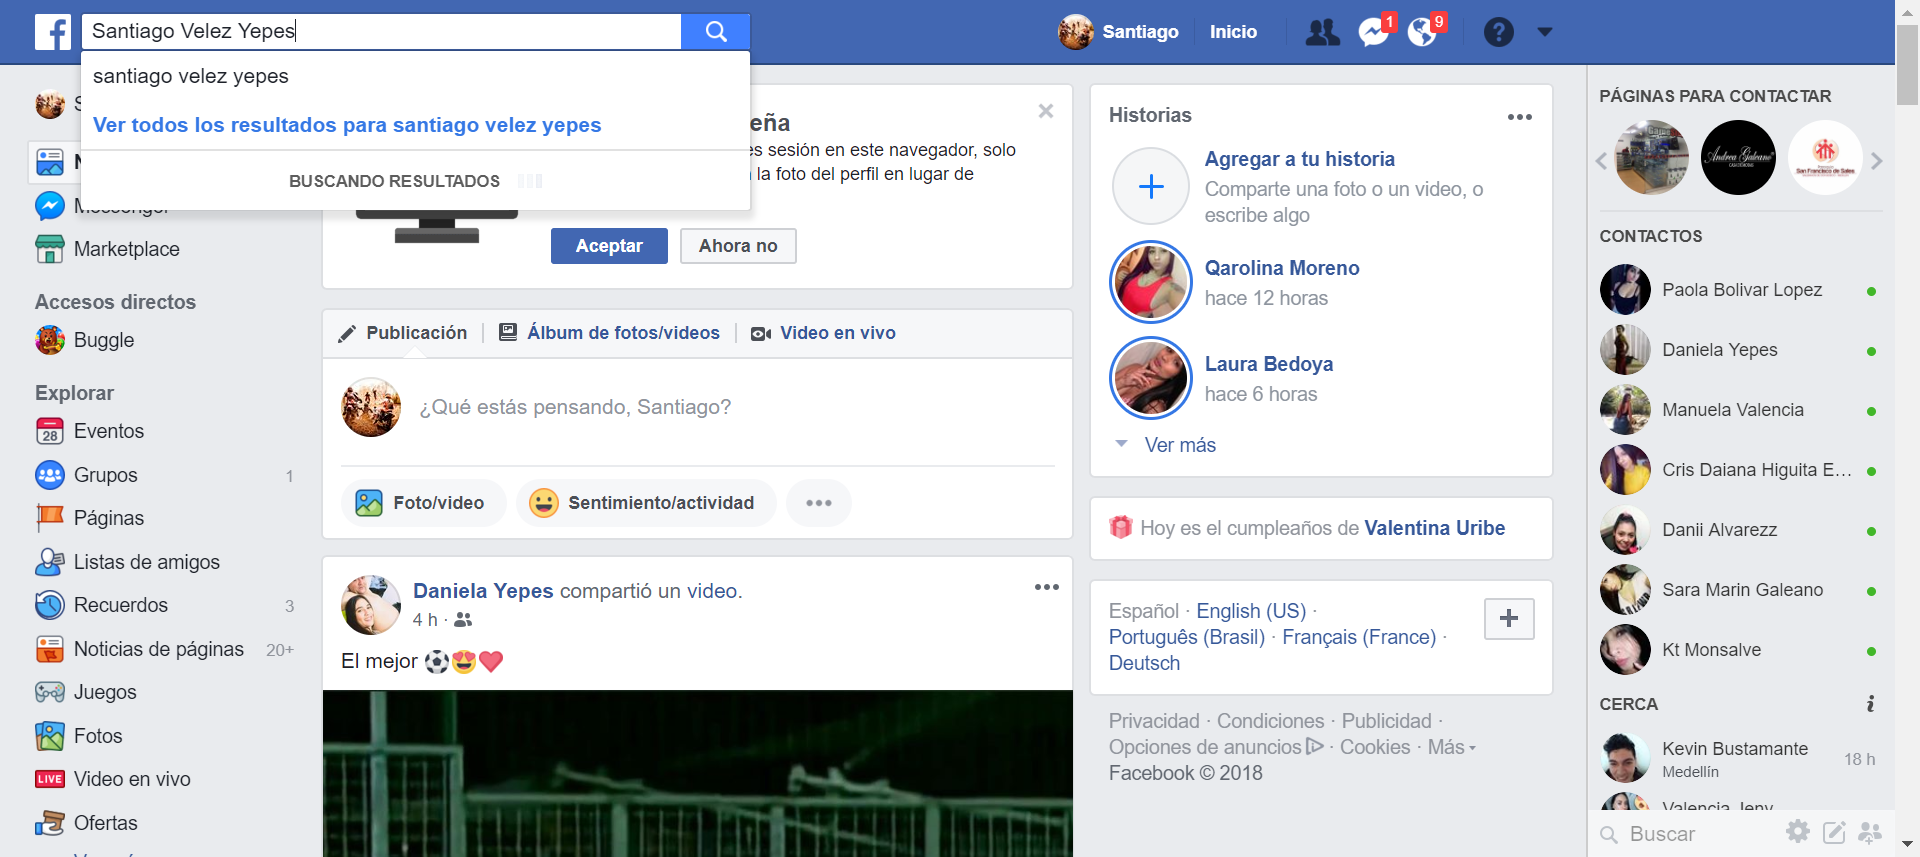 Santiago Velez Yepes
Santiago
Inicio
1
9
santiago velez yepes
Ver todos los resultados para santiago velez yepes
BUSCANDO RESULTADOS
Marketplace
Accesos directos
Buggle
Explorar
28
Eventos
Grupos 1
Páginas
Listas de amigos
Recuerdos 3
Noticias de páginas 20+
Juegos
Fotos
LIVE Video en vivo
Ofertas
eña
es sesión en este navegador, solo
la foto del perfil en lugar de
Aceptar
Ahora no
Publicación
Álbum de fotos/videos
Video en vivo
¿Qué estás pensando, Santiago?
Foto/video
Sentimiento/actividad
Daniela Yepes compartió un video.
4 h ·
El mejor
Historias
Agregar a tu historia
Comparte una foto o un video, o
escribe algo
Qarolina Moreno
hace 12 horas
Laura Bedoya
hace 6 horas
Ver más
Hoy es el cumpleaños de Valentina Uribe
Español · English (US) ·
Português (Brasil) · Français (France) ·
Deutsch
Privacidad · Condiciones · Publicidad ·
Opciones de anuncios · Cookies · Más
Facebook © 2018
PÁGINAS PARA CONTACTAR
Andrea Galeano
San Francisco de Sales
CONTACTOS
Paola Bolivar Lopez
Daniela Yepes
Manuela Valencia
Cris Daiana Higuita E...
Danii Alvarezz
Sara Marin Galeano
Kt Monsalve
CERCA
Kevin Bustamante
Medellín
18 h
Valencia Jeny
Buscar